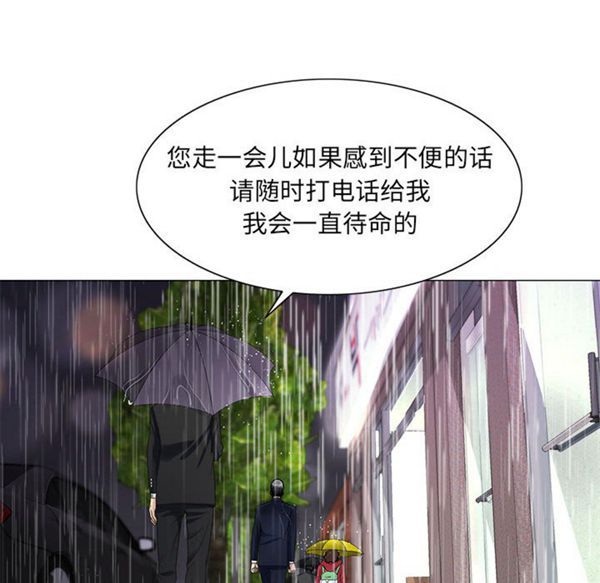 您走一会儿如果感到不便的话
请随时打电话给我
我会一直待命的